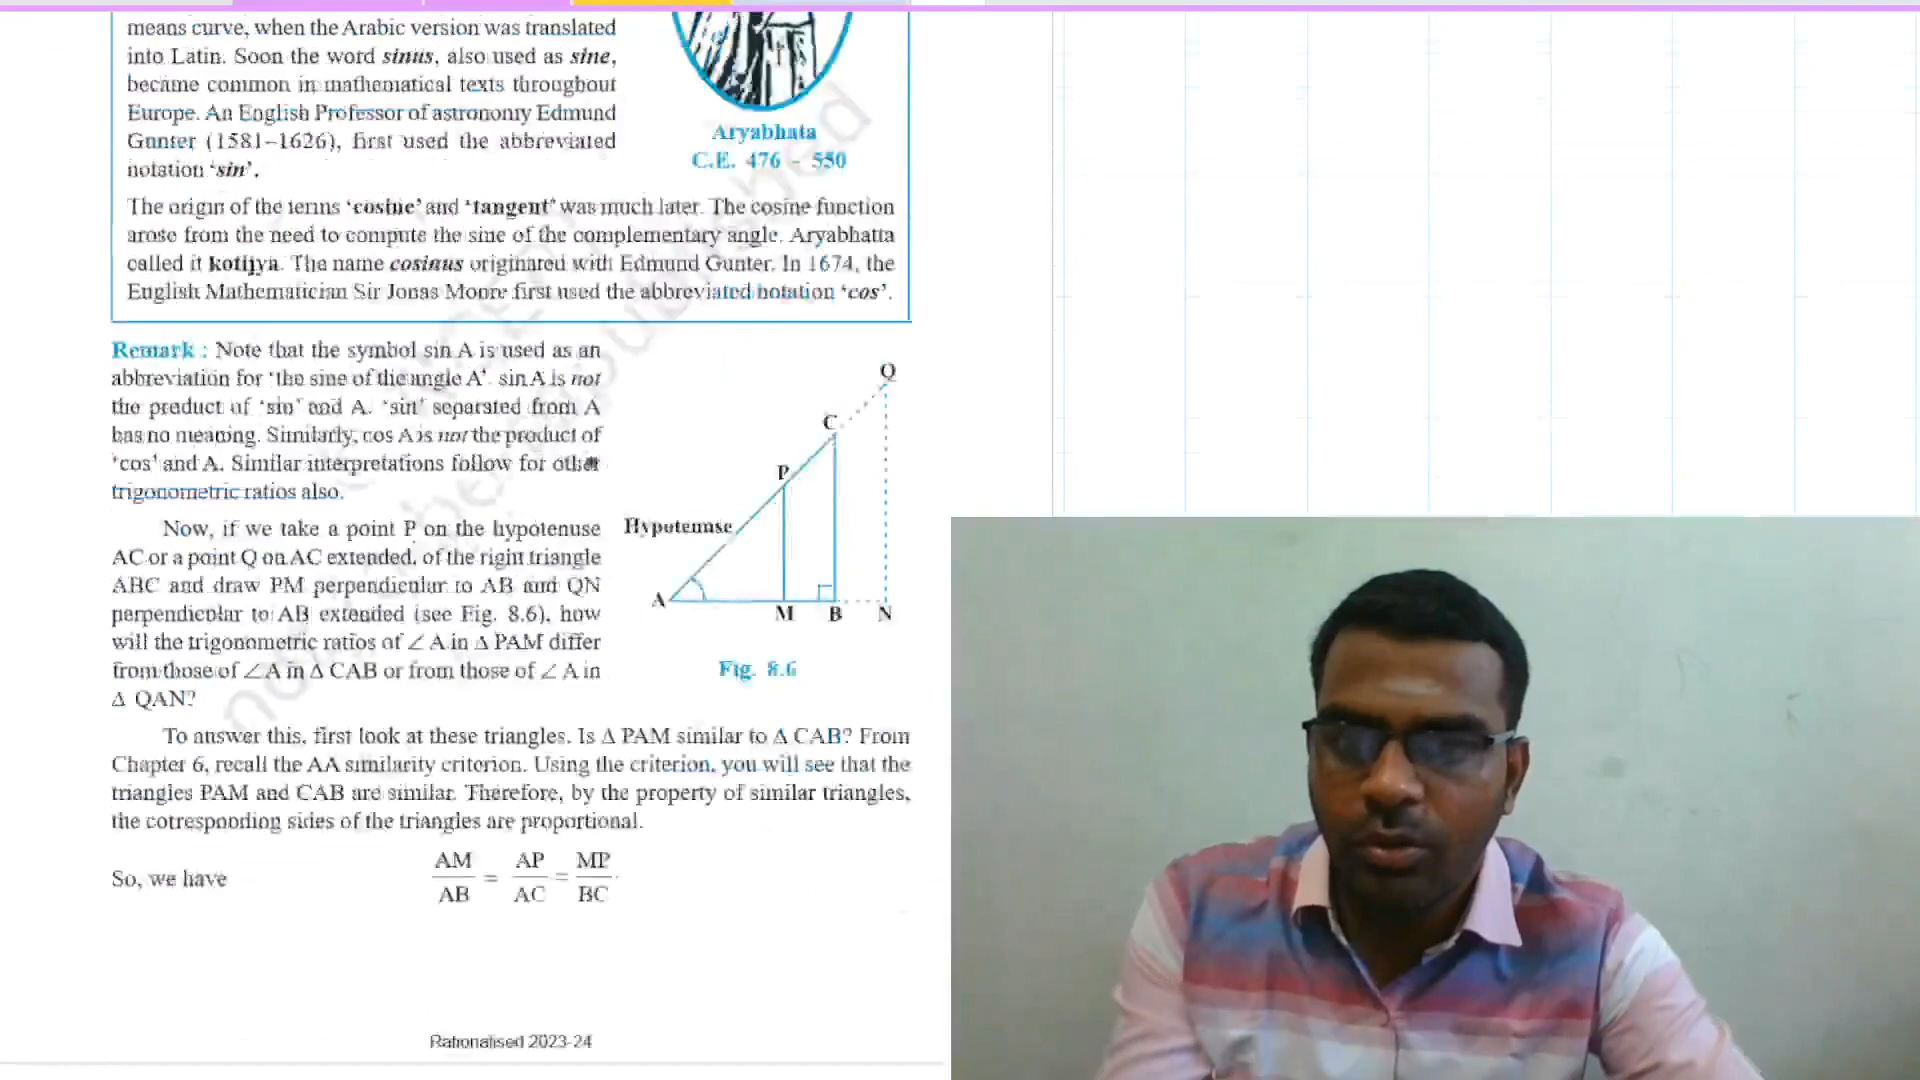 means curve, when the Arabic version was translated
into Latin. Soon the word sinus, also used as sine,
became common in mathematical texts throughout
Europe. An English Professor of astronomy Edmund
Gunter (1581–1626), first used the abbreviated
notation ‘sin’.
Aryabhata
C.E. 476 – 550
The origin of the terms ‘cosine’ and ‘tangent’ was much later. The cosine function
arose from the need to compute the sine of the complementary angle. Aryabhatta
called it kotijya. The name cosinus originated with Edmund Gunter. In 1674, the
English Mathematician Sir Jonas Moore first used the abbreviated notation ‘cos’.
Remark : Note that the symbol sin A is used as an
abbreviation for ‘the sine of the angle A’. sin A is not
the product of ‘sin’ and A. ‘sin’ separated from A
has no meaning. Similarly, cos A is not the product of
‘cos’ and A. Similar interpretations follow for other
trigonometric ratios also.
Now, if we take a point P on the hypotenuse
AC or a point Q on AC extended, of the right triangle
ABC and draw PM perpendicular to AB and QN
perpendicular to AB extended (see Fig. 8.6), how
will the trigonometric ratios of ∠ A in Δ PAM differ
from those of ∠ A in Δ CAB or from those of ∠ A in
Δ QAN?
Q
C
P
Hypotenuse
A
M B N
Fig. 8.6
To answer this, first look at these triangles. Is Δ PAM similar to Δ CAB? From
Chapter 6, recall the AA similarity criterion. Using the criterion, you will see that the
triangles PAM and CAB are similar. Therefore, by the property of similar triangles,
the corresponding sides of the triangles are proportional.
So, we have AM/AB = AP/AC = MP/BC.
Rationalised 2023-24